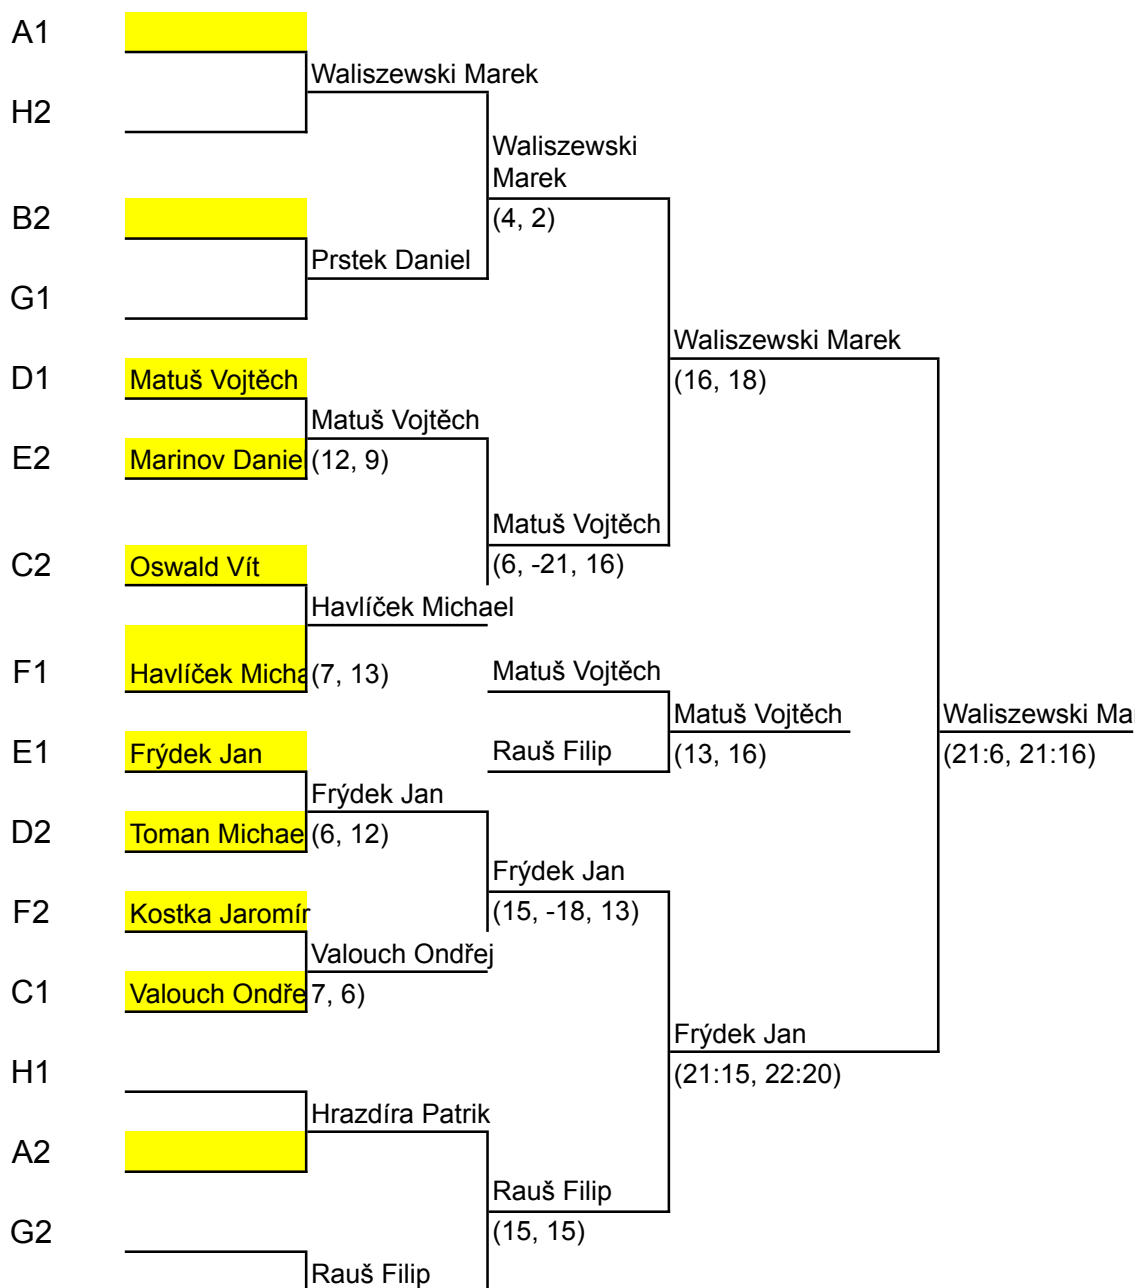 A1
Waliszewski Marek
H2
Waliszewski
Marek
B2
(4, 2)
Prstek Daniel
G1
Waliszewski Marek
D1
Matuš Vojtěch
(16, 18)
Matuš Vojtěch
E2
Marinov Danie
(12, 9)
Matuš Vojtěch
C2
Oswald Vít
(6, -21, 16)
Havlíček Michael
F1
Havlíček Micha
(7, 13)
Matuš Vojtěch
Matuš Vojtěch
Waliszewski Mar
E1
Frýdek Jan
Rauš Filip
(13, 16)
(21:6, 21:16)
Frýdek Jan
D2
Toman Michae
(6, 12)
Frýdek Jan
F2
Kostka Jaromír
(15, -18, 13)
Valouch Ondřej
C1
Valouch Ondře
7, 6)
Frýdek Jan
H1
(21:15, 22:20)
Hrazdíra Patrik
A2
Rauš Filip
G2
(15, 15)
Rauš Filip